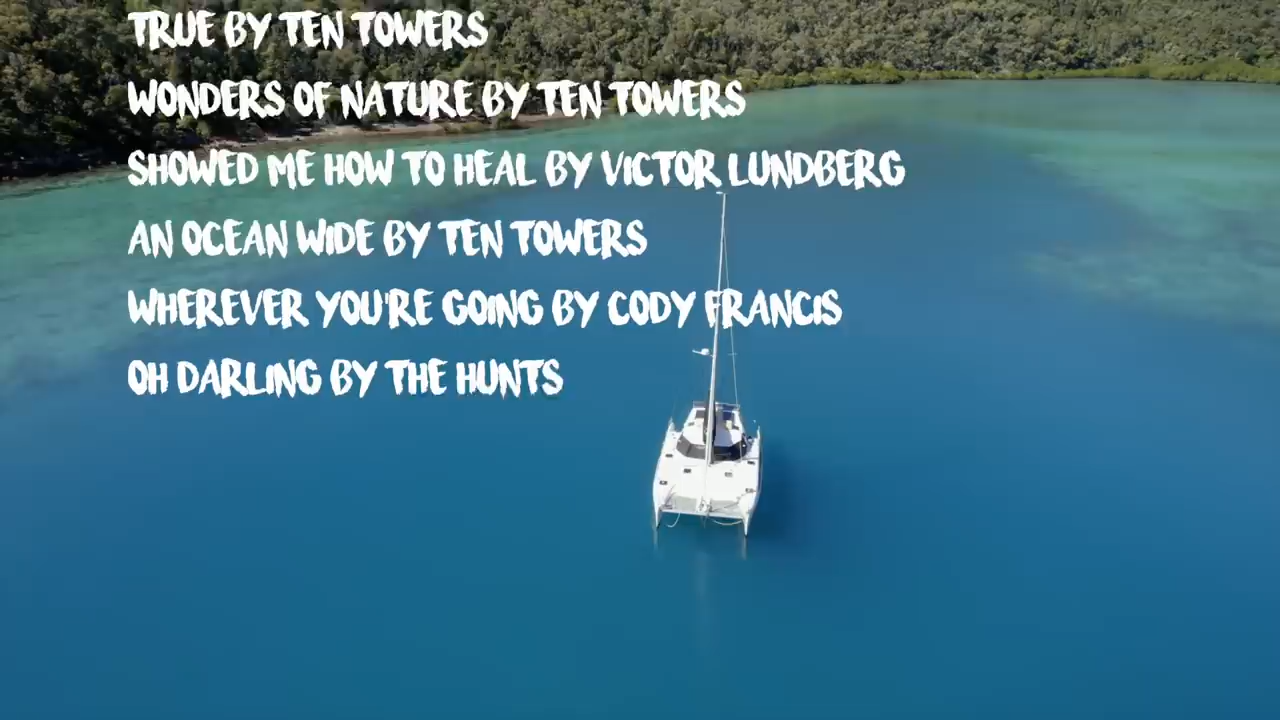 TRUE BY TEN TOWERS
WONDERS OF NATURE BY TEN TOWERS
SHOWED ME HOW TO HEAL BY VICTOR LUNDBERG
AN OCEAN WIDE BY TEN TOWERS
WHEREVER YOU'RE GOING BY CODY FRANCIS
OH DARLING BY THE HUNTS